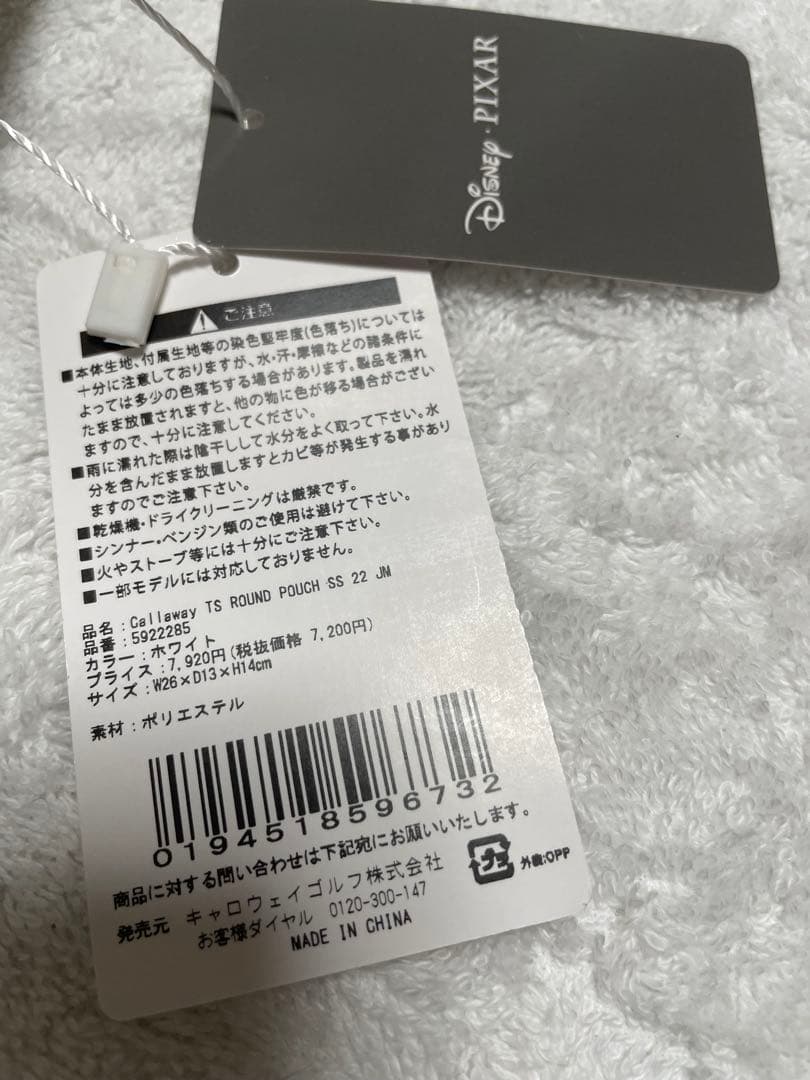 Disney・PIXAR
ご注意
■本体生地、付属生地等の染色堅牢度(色落ち)については
十分に注意しておりますが、水・汗・摩擦などの諸条件に
よっては多少の色落ちする場合があります。製品を濡れ
たまま放置されますと、他の物に色が移る場合がござい
ますので、十分に注意してください。
■雨に濡れた際は陰干しして水分をよく取って下さい。水
分を含んだまま放置しますとカビ等が発生する事があり
ますのでご注意下さい。
■乾燥機・ドライクリーニングは厳禁です。
■シンナー・ベンジン類のご使用は避けて下さい。
■火やストーブ等には十分にご注意下さい。
■一部モデルには対応しておりません。
品名：Callaway TS ROUND POUCH SS 22 JM
品番：5922285
カラー：ホワイト
プライス：7,920円(税抜価格 7,200円)
サイズ：W26×D13×H14cm
素材：ポリエステル
0194518596732
商品に対する問い合わせは下記宛にお願いいたします。
発売元 キャロウェイゴルフ株式会社
お客様ダイヤル 0120-300-147
MADE IN CHINA
プラ
外装:OPP